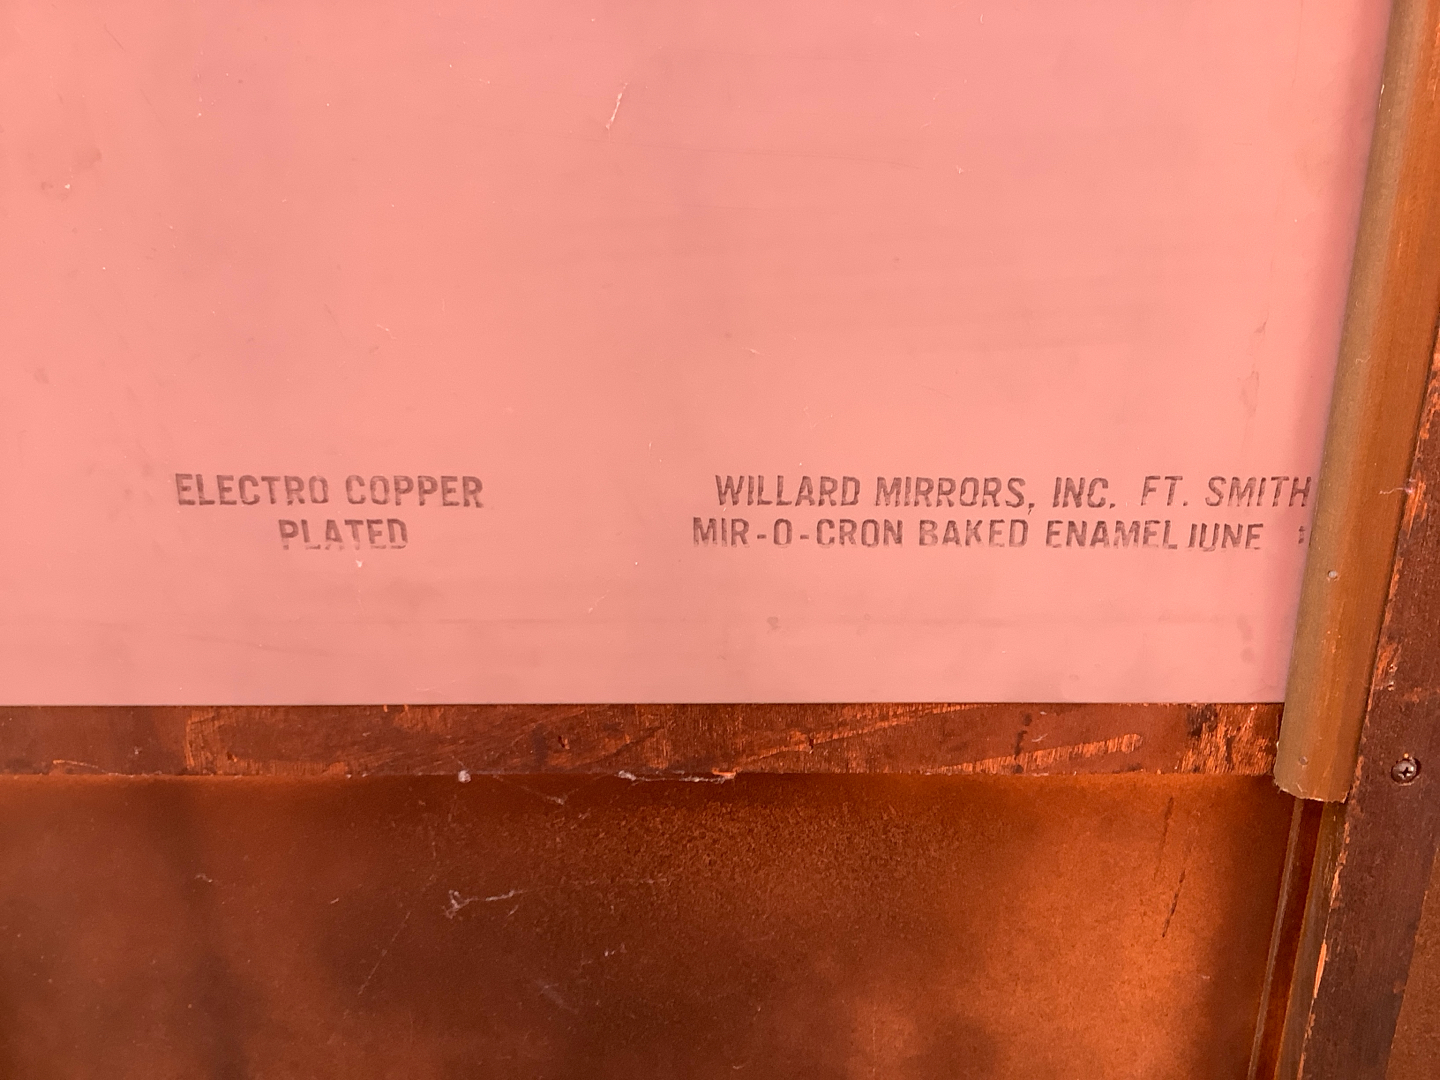 ELECTRO COPPER
PLATED
WILLARD MIRRORS, INC. FT. SMITH
MIR-O-CRON BAKED ENAMEL JUNE